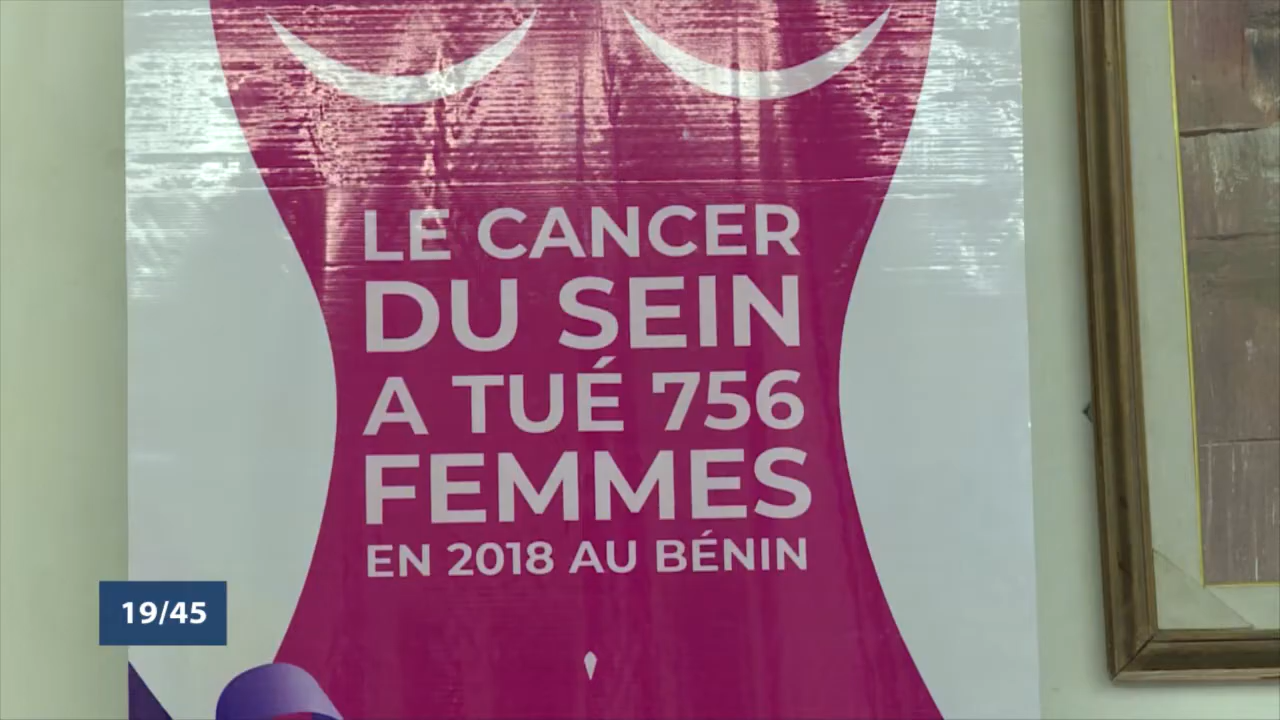 LE CANCER
DU SEIN
A TUÉ 756
FEMMES
EN 2018 AU BÉNIN
19/45